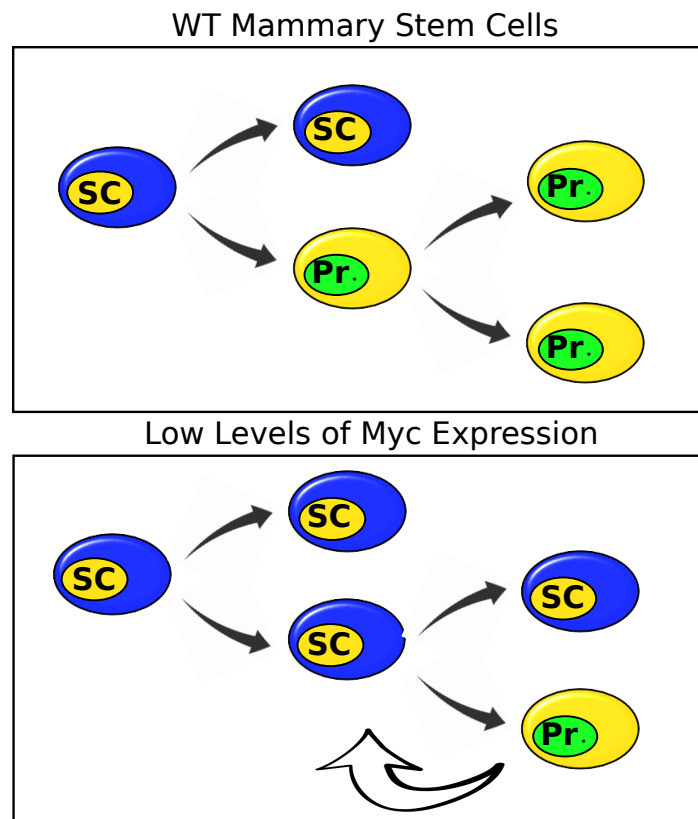 WT Mammary Stem Cells
SC
SC
Pr.
Pr.
Pr.
Low Levels of Myc Expression
SC
SC
SC
SC
Pr.